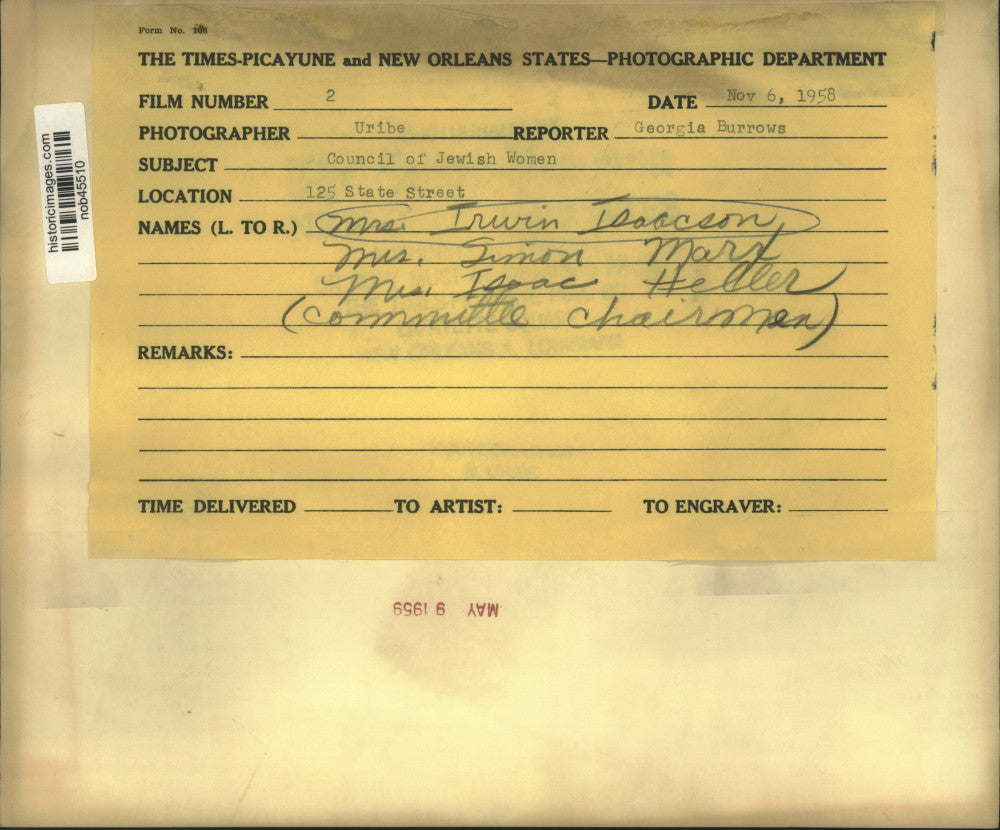 Form No. 108
THE TIMES-PICAYUNE and NEW ORLEANS STATES—PHOTOGRAPHIC DEPARTMENT
FILM NUMBER 2 DATE Nov 6, 1958
PHOTOGRAPHER Uribe REPORTER Georgia Burrows
SUBJECT Council of Jewish Women
LOCATION 125 State Street
NAMES (L. TO R.) Mrs. Irwin Isaacson,
Mrs. Simon Marx
Mrs. Isaac Heller
(committee chairman)
REMARKS:
TIME DELIVERED TO ARTIST: TO ENGRAVER:
MAY 9 1959
historicimages.com
nob45510